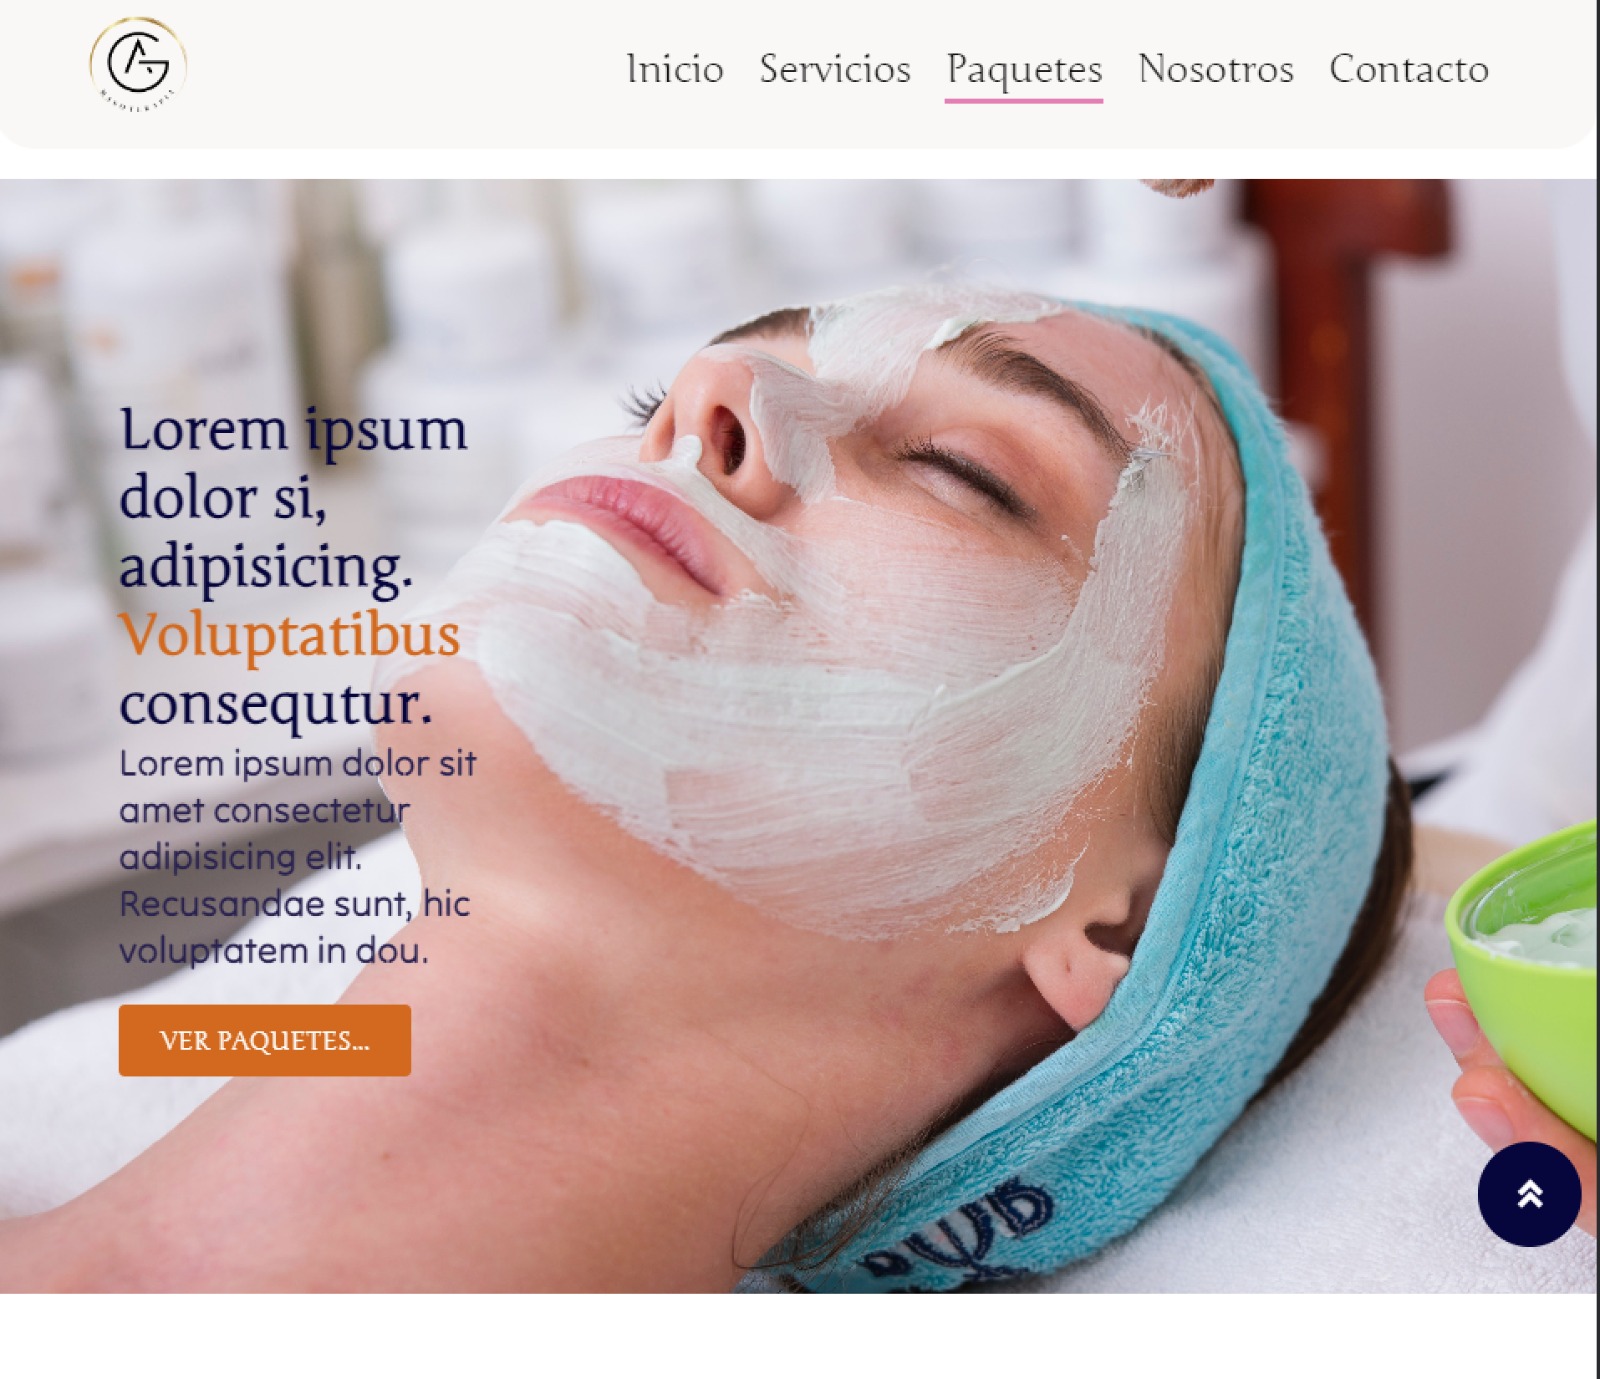 AG
MASOTERAPIA
Inicio Servicios Paquetes Nosotros Contacto
Lorem ipsum
dolor si,
adipisicing.
Voluptatibus
consequtur.
Lorem ipsum dolor sit
amet consectetur
adipisicing elit.
Recusandae sunt, hic
voluptatem in dou.
VER PAQUETES...